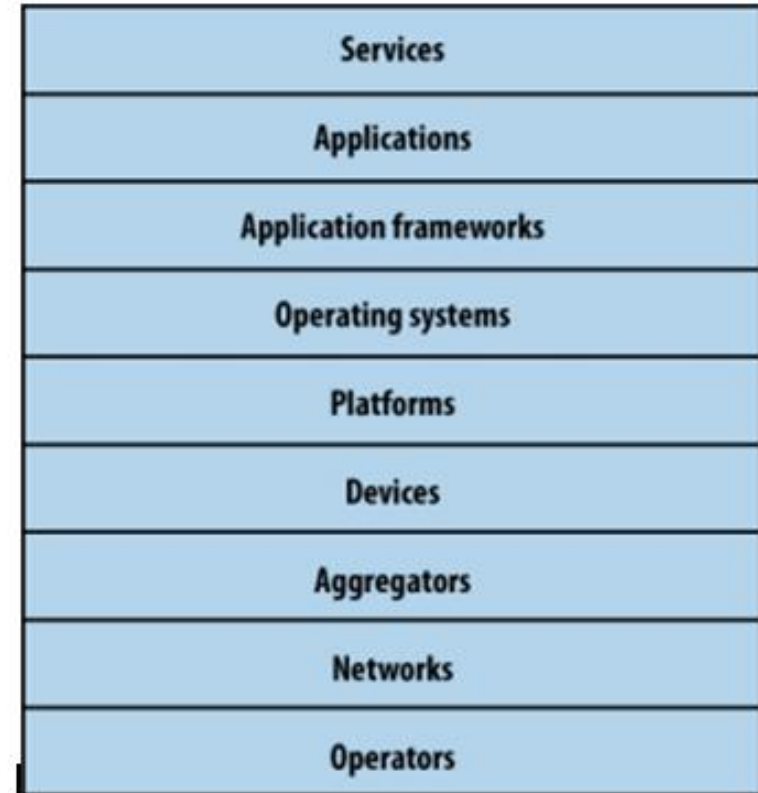 Services
Applications
Application frameworks
Operating systems
Platforms
Devices
Aggregators
Networks
Operators